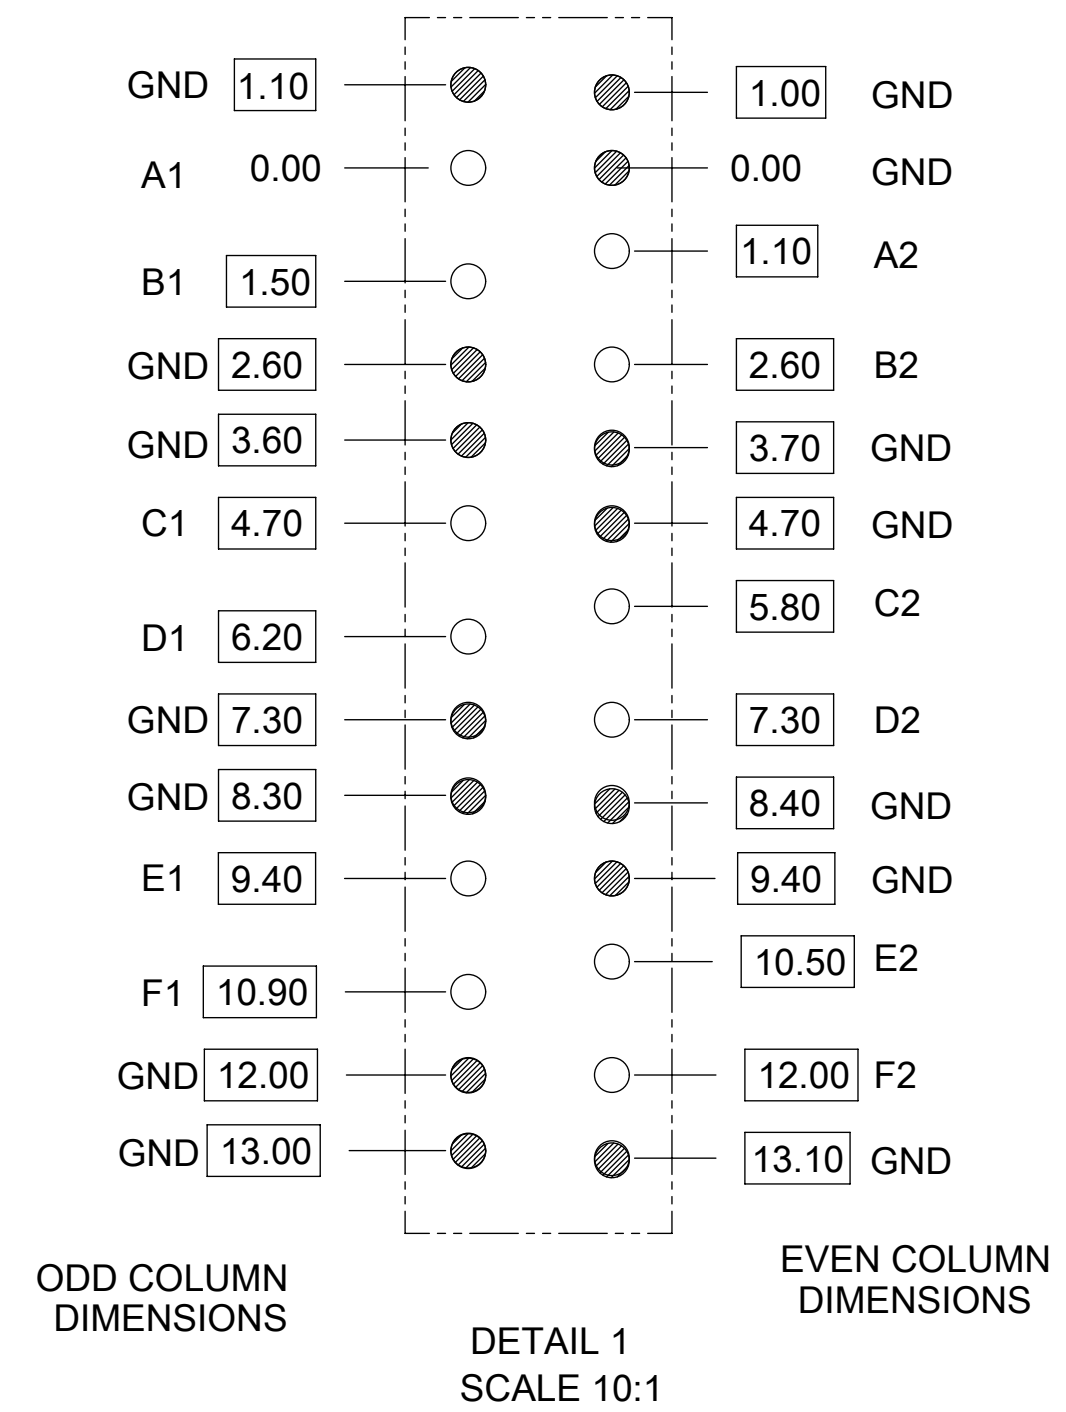 GND 1.10
1.00 GND
A1 0.00
0.00 GND
1.10 A2
B1 1.50
GND 2.60
2.60 B2
GND 3.60
3.70 GND
C1 4.70
4.70 GND
5.80 C2
D1 6.20
GND 7.30
7.30 D2
GND 8.30
8.40 GND
E1 9.40
9.40 GND
10.50 E2
F1 10.90
GND 12.00
12.00 F2
GND 13.00
13.10 GND
ODD COLUMN
DIMENSIONS
EVEN COLUMN
DIMENSIONS
DETAIL 1
SCALE 10:1